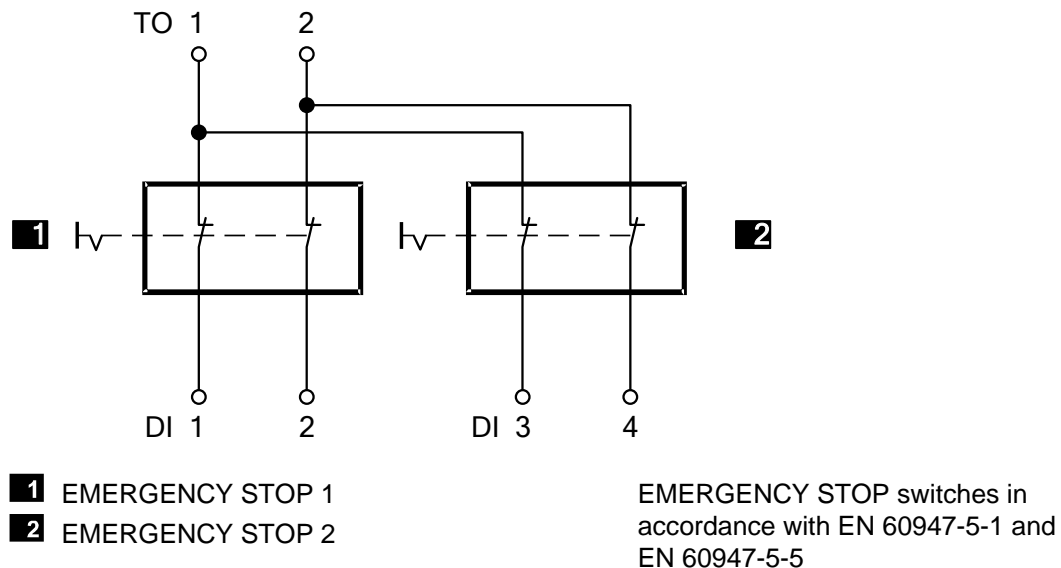 TO 1 2
1 2
DI 1 2 DI 3 4
1 EMERGENCY STOP 1
2 EMERGENCY STOP 2
EMERGENCY STOP switches in
accordance with EN 60947-5-1 and
EN 60947-5-5